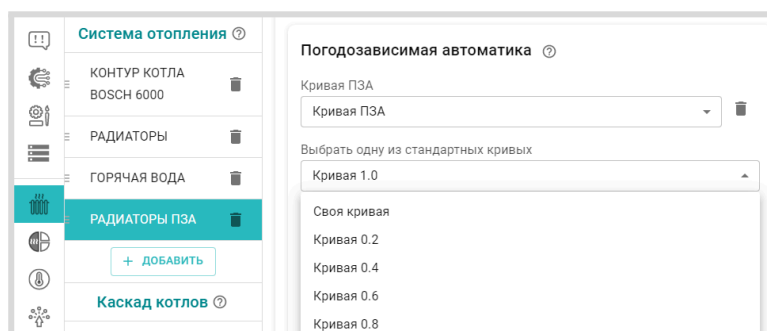 Система отопления
КОНТУР КОТЛА
BOSCH 6000
РАДИАТОРЫ
ГОРЯЧАЯ ВОДА
РАДИАТОРЫ ПЗА
+ ДОБАВИТЬ
Каскад котлов
Погодозависимая автоматика
Кривая ПЗА
Кривая ПЗА
Выбрать одну из стандартных кривых
Кривая 1.0
Своя кривая
Кривая 0.2
Кривая 0.4
Кривая 0.6
Кривая 0.8